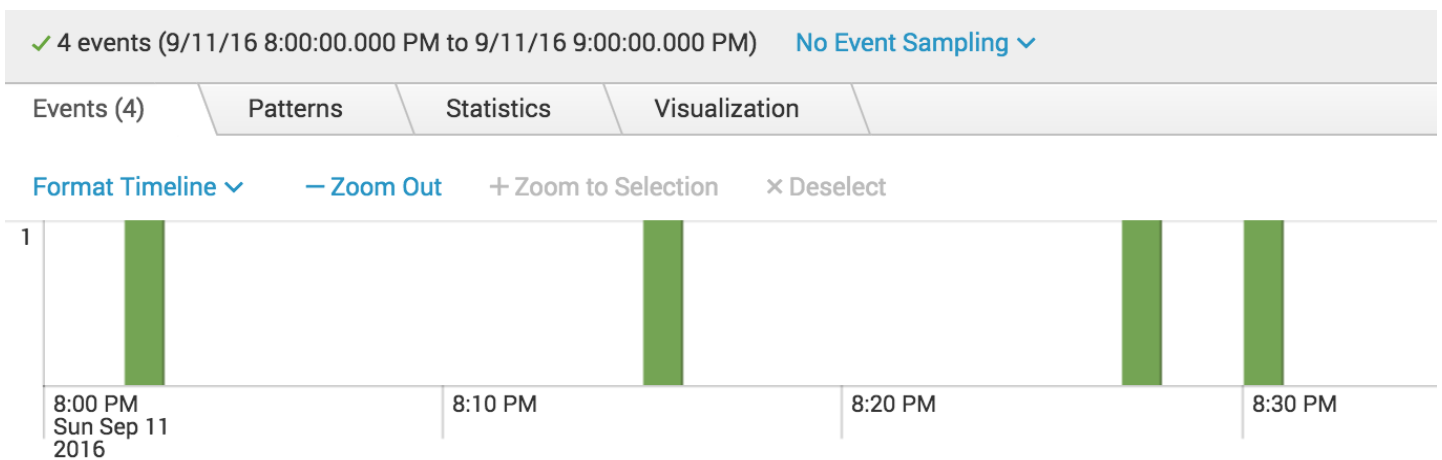 ✓ 4 events (9/11/16 8:00:00.000 PM to 9/11/16 9:00:00.000 PM) No Event Sampling
Events (4) Patterns Statistics Visualization
Format Timeline — Zoom Out + Zoom to Selection × Deselect
1
8:00 PM 8:10 PM 8:20 PM 8:30 PM
Sun Sep 11
2016